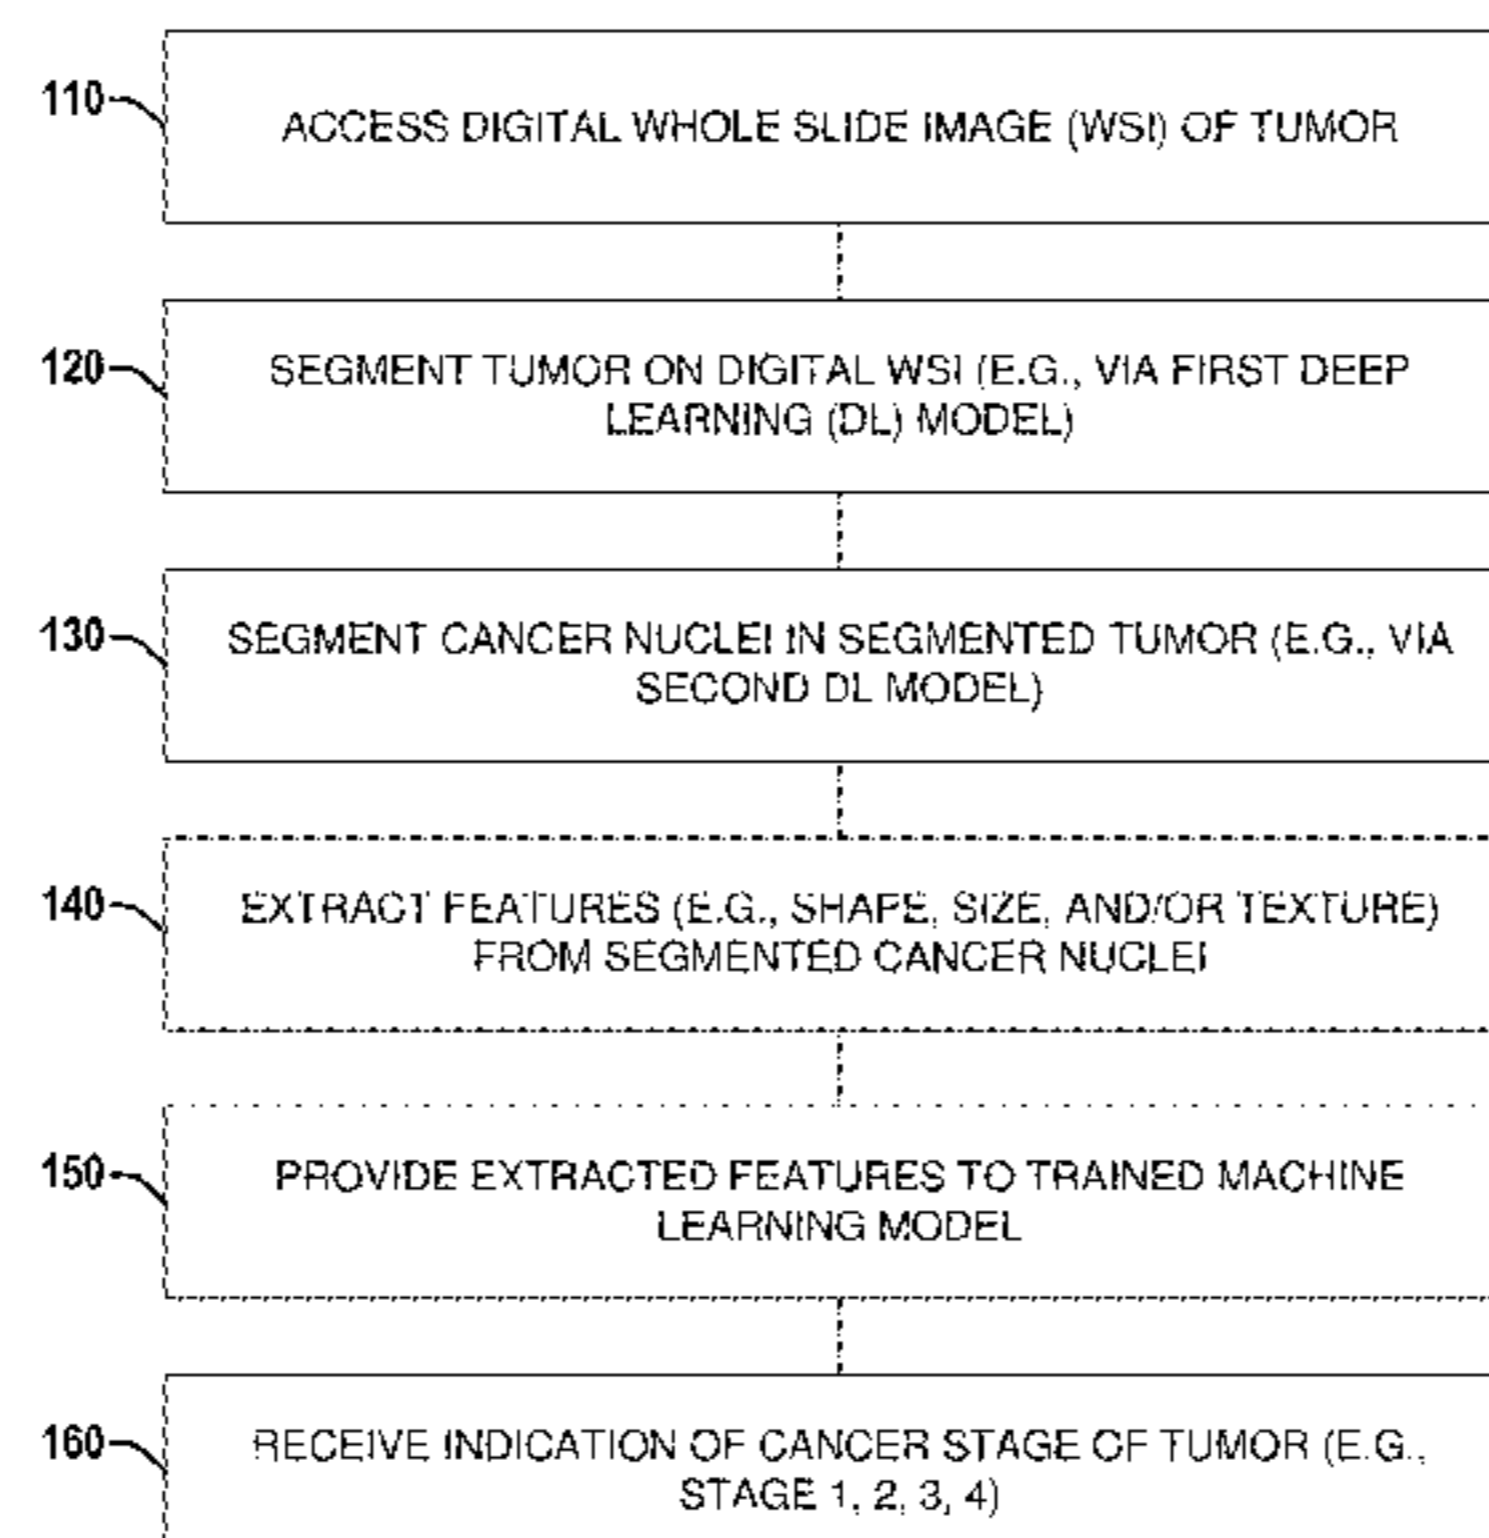 110
ACCESS DIGITAL WHOLE SLIDE IMAGE (WSI) OF TUMOR
120
SEGMENT TUMOR ON DIGITAL WSI (E.G., VIA FIRST DEEP
LEARNING (DL) MODEL)
130
SEGMENT CANCER NUCLEI IN SEGMENTED TUMOR (E.G., VIA
SECOND DL MODEL)
140
EXTRACT FEATURES (E.G., SHAPE, SIZE, AND/OR TEXTURE)
FROM SEGMENTED CANCER NUCLEI
150
PROVIDE EXTRACTED FEATURES TO TRAINED MACHINE
LEARNING MODEL
160
RECEIVE INDICATION OF CANCER STAGE OF TUMOR (E.G.,
STAGE 1, 2, 3, 4)